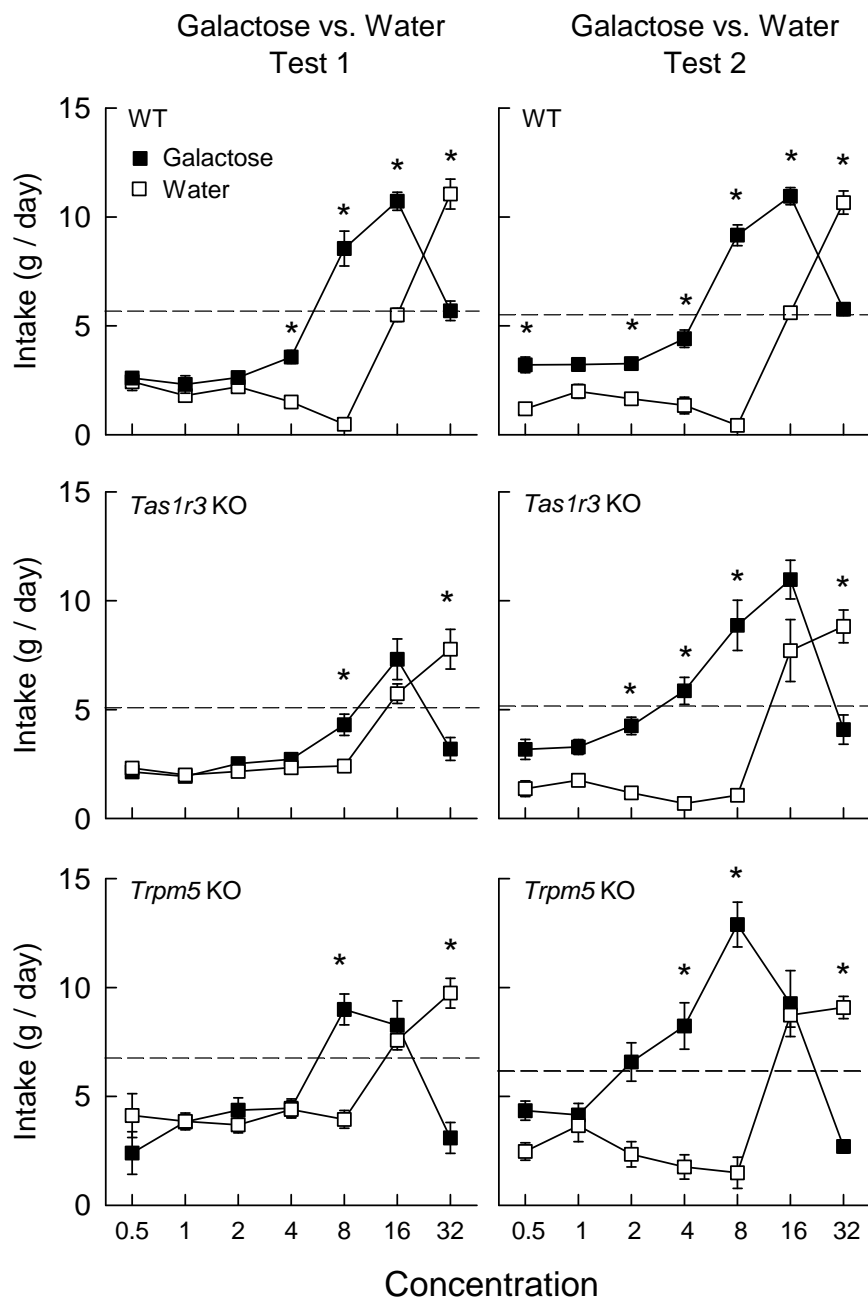 Galactose vs. Water
Test 1
Galactose vs. Water
Test 2
Intake (g / day)
15
10
5
0
WT
Galactose
Water
*
*
*
*
WT
*
*
*
*
*
*
Intake (g / day)
15
10
5
0
Tas1r3 KO
*
*
Tas1r3 KO
*
*
*
*
Intake (g / day)
15
10
5
0
Trpm5 KO
*
*
Trpm5 KO
*
*
*
0.5 1 2 4 8 16 32
0.5 1 2 4 8 16 32
Concentration